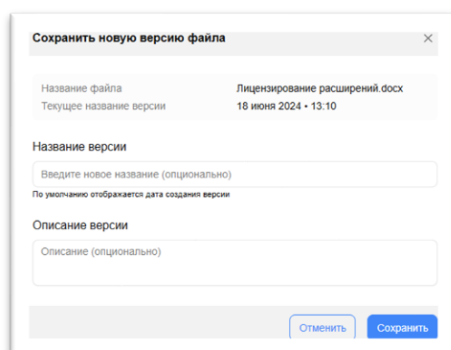 Сохранить новую версию файла
Название файла Лицензирование расширений.docx
Текущее название версии 18 июня 2024 • 13:10
Название версии
Введите новое название (опционально)
По умолчанию отображается дата создания версии
Описание версии
Описание (опционально)
Отменить Сохранить